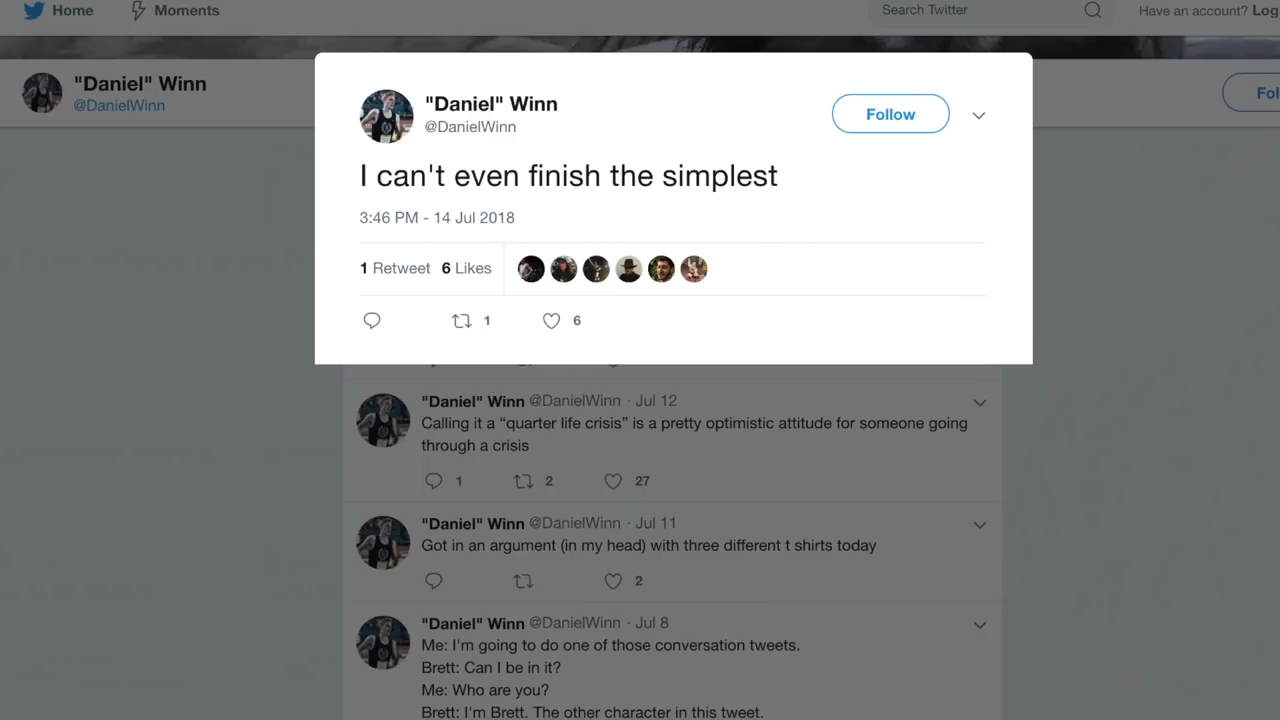 Home Moments Search Twitter Have an account? Log
"Daniel" Winn
@DanielWinn
Fol
"Daniel" Winn
@DanielWinn
Follow
I can't even finish the simplest
3:46 PM - 14 Jul 2018
1 Retweet 6 Likes
1 6
"Daniel" Winn @DanielWinn · Jul 12
Calling it a “quarter life crisis” is a pretty optimistic attitude for someone going
through a crisis
1 2 27
"Daniel" Winn @DanielWinn · Jul 11
Got in an argument (in my head) with three different t shirts today
2
"Daniel" Winn @DanielWinn · Jul 8
Me: I'm going to do one of those conversation tweets.
Brett: Can I be in it?
Me: Who are you?
Brett: I'm Brett. The other character in this tweet.